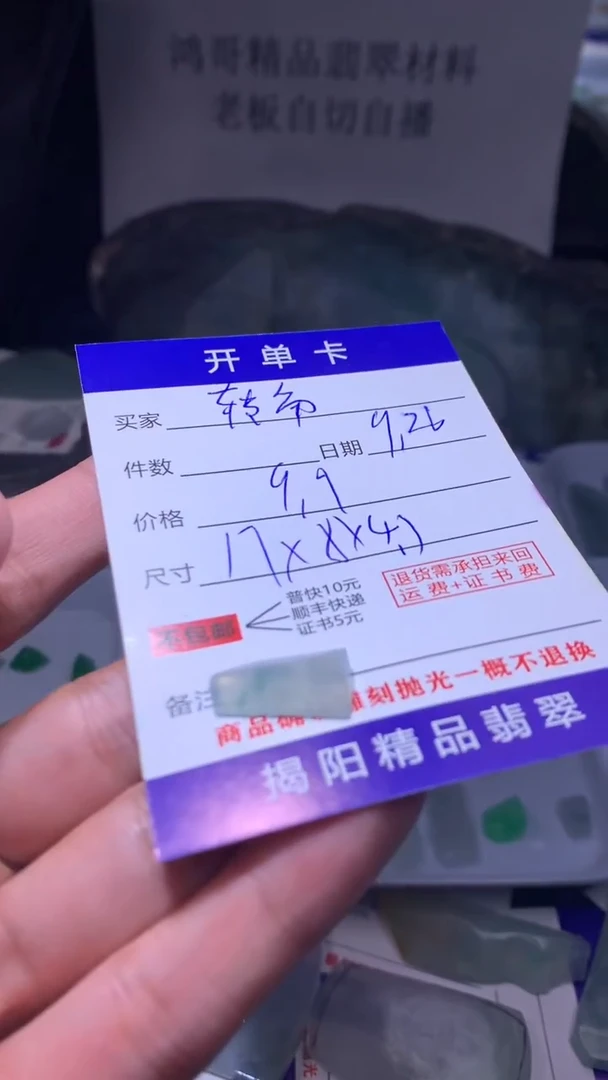 鸿哥精品翡翠材料
老板自切自播
开单卡
买家
件数 日期 9,26
价格 9,9
尺寸 17×8×4,7
普快10元
顺丰快递
不包邮
证书5元
退货需承担来回
运费+证书费
备注
商品确 雕刻抛光一概不退换
揭阳精品翡翠